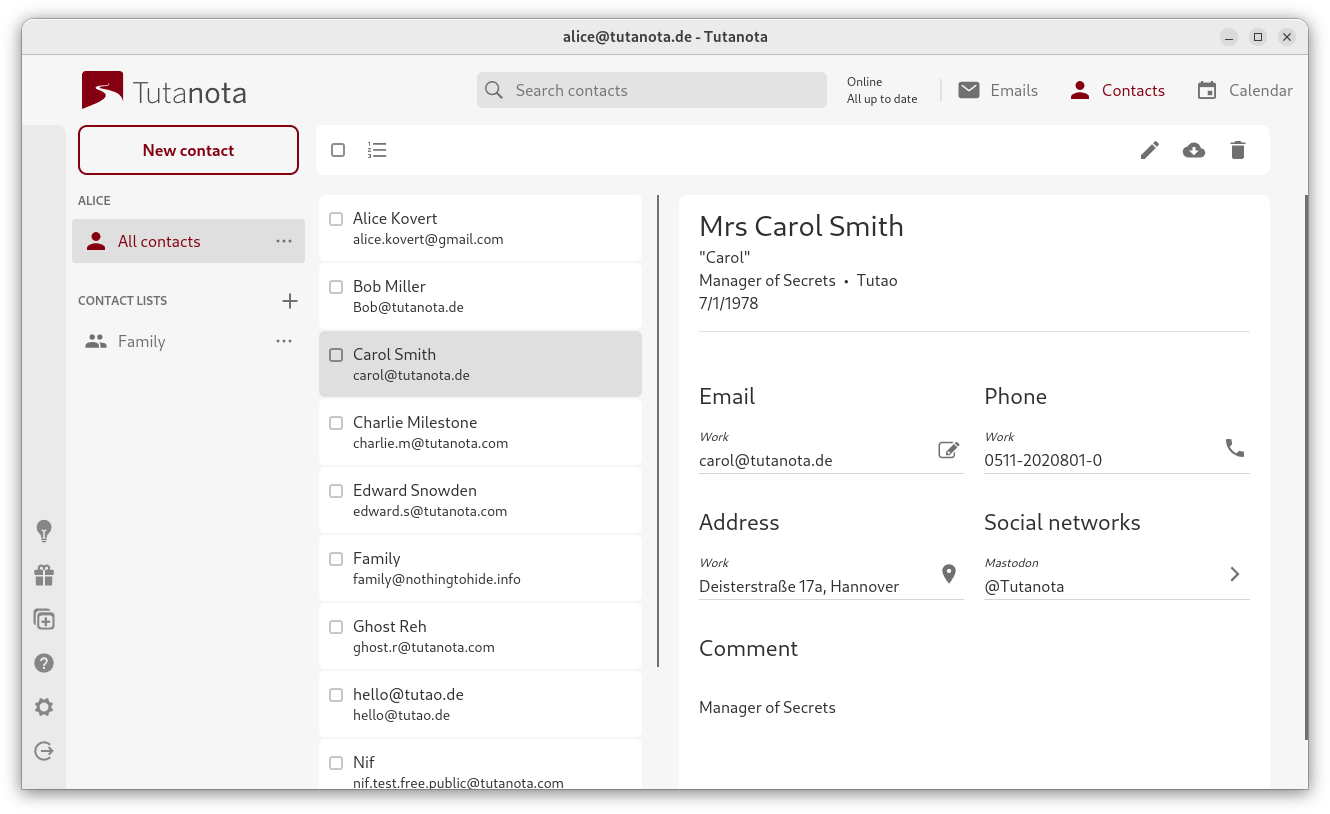 alice@tutanota.de - Tutanota
Tutanota
Search contacts
Online
All up to date
Emails
Contacts
Calendar
New contact
ALICE
All contacts
CONTACT LISTS
Family
Alice Kovert
alice.kovert@gmail.com
Bob Miller
Bob@tutanota.de
Carol Smith
carol@tutanota.de
Charlie Milestone
charlie.m@tutanota.com
Edward Snowden
edward.s@tutanota.com
Family
family@nothingtohide.info
Ghost Reh
ghost.r@tutanota.com
hello@tutao.de
hello@tutao.de
Nif
nif.test.free.public@tutanota.com
Mrs Carol Smith
"Carol"
Manager of Secrets • Tutao
7/1/1978
Email
Work
carol@tutanota.de
Phone
Work
0511-2020801-0
Address
Work
Deisterstraße 17a, Hannover
Social networks
Mastodon
@Tutanota
Comment
Manager of Secrets